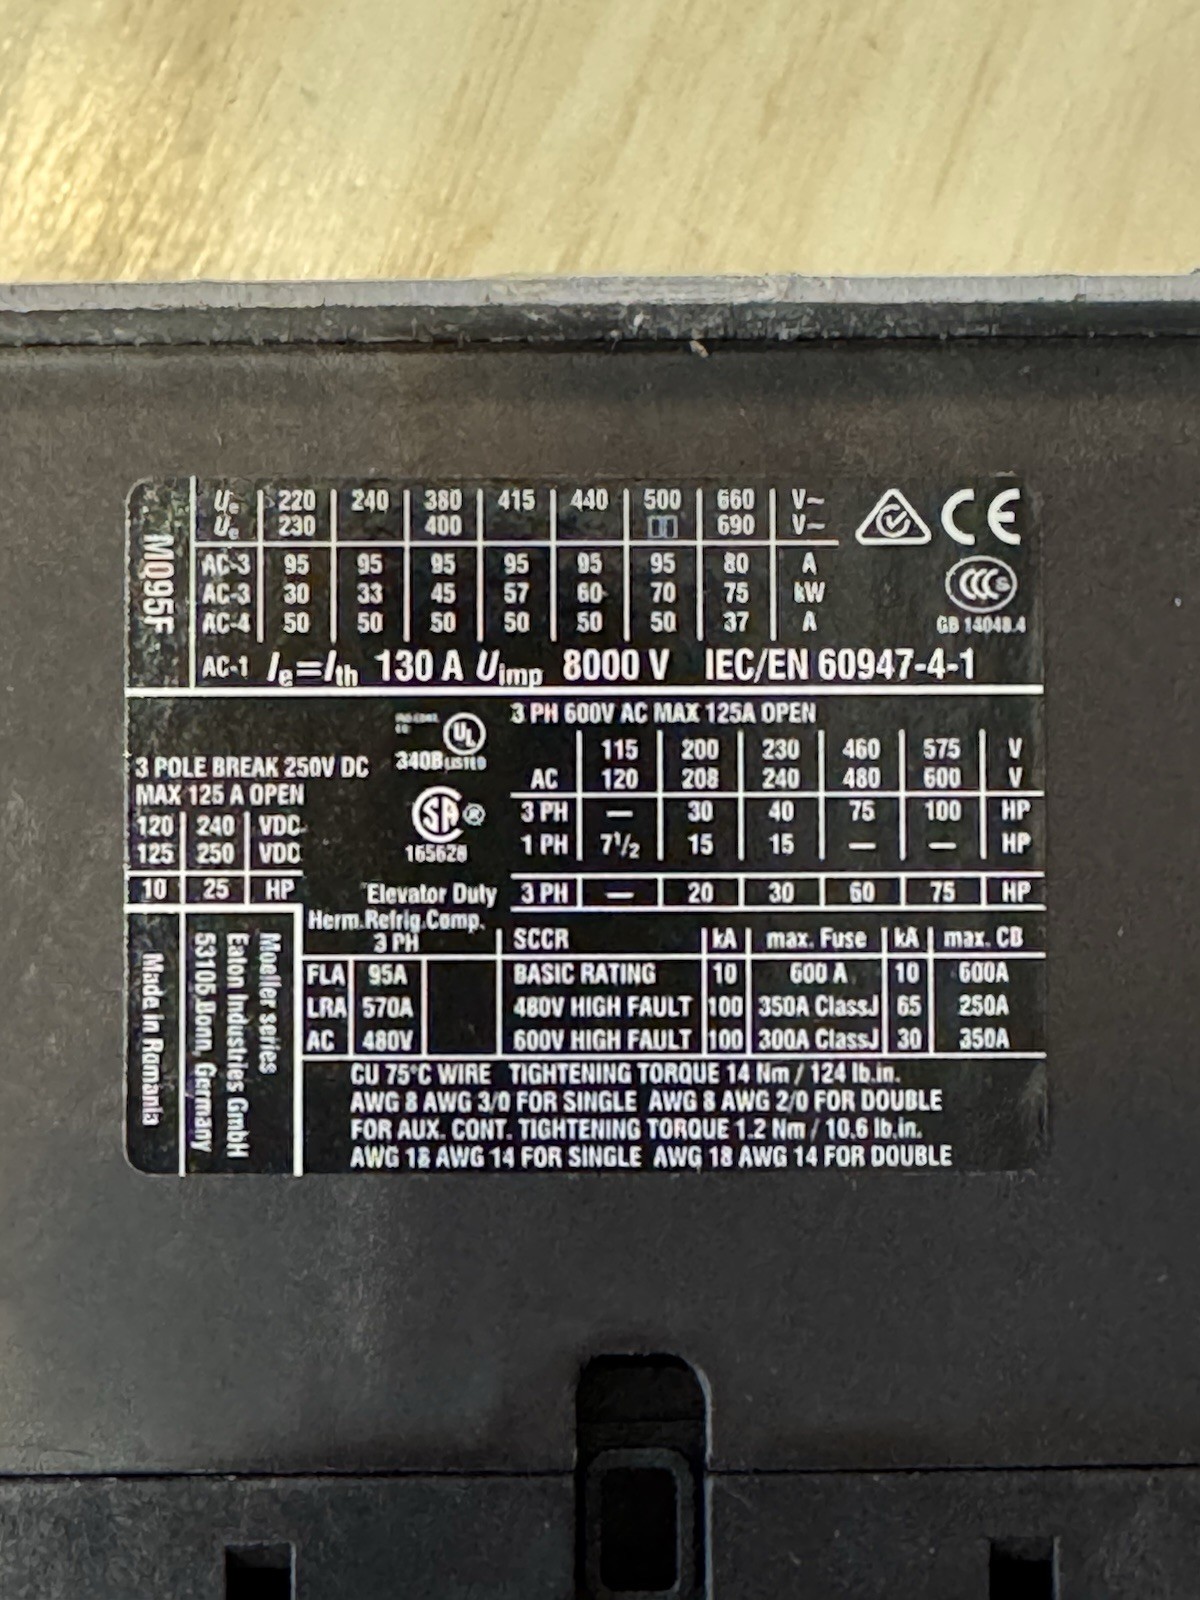 MQ95F
Ue 220 240 380 415 440 500 660 V~
Ue 230 400 690 V~
AC-3 95 95 95 95 95 95 80 A
AC-3 30 33 45 57 60 70 75 kW
AC-4 50 50 50 50 50 50 37 A
CE
CCC S
GB 14048.4
AC-1 Ie=Ith 130 A Uimp 8000 V IEC/EN 60947-4-1
3 POLE BREAK 250V DC
MAX 125 A OPEN
120 240 VDC
125 250 VDC
10 25 HP
UL
340B LISTED
SA ®
165628
3 PH 600V AC MAX 125A OPEN
115 200 230 460 575 V
AC 120 208 240 480 600 V
3 PH — 30 40 75 100 HP
1 PH 7½ 15 15 — — HP
Elevator Duty 3 PH — 20 30 60 75 HP
Herm.Refrig.Comp.
3 PH
FLA 95A
LRA 570A
AC 480V
SCCR kA max. Fuse kA max. CB
BASIC RATING 10 600 A 10 600A
480V HIGH FAULT 100 350A ClassJ 65 250A
600V HIGH FAULT 100 300A ClassJ 30 350A
Moeller series
Eaton Industries GmbH
53105 Bonn, Germany
Made in Romania
CU 75°C WIRE TIGHTENING TORQUE 14 Nm / 124 lb.in.
AWG 8 AWG 3/0 FOR SINGLE AWG 8 AWG 2/0 FOR DOUBLE
FOR AUX. CONT. TIGHTENING TORQUE 1.2 Nm / 10.6 lb.in.
AWG 18 AWG 14 FOR SINGLE AWG 18 AWG 14 FOR DOUBLE